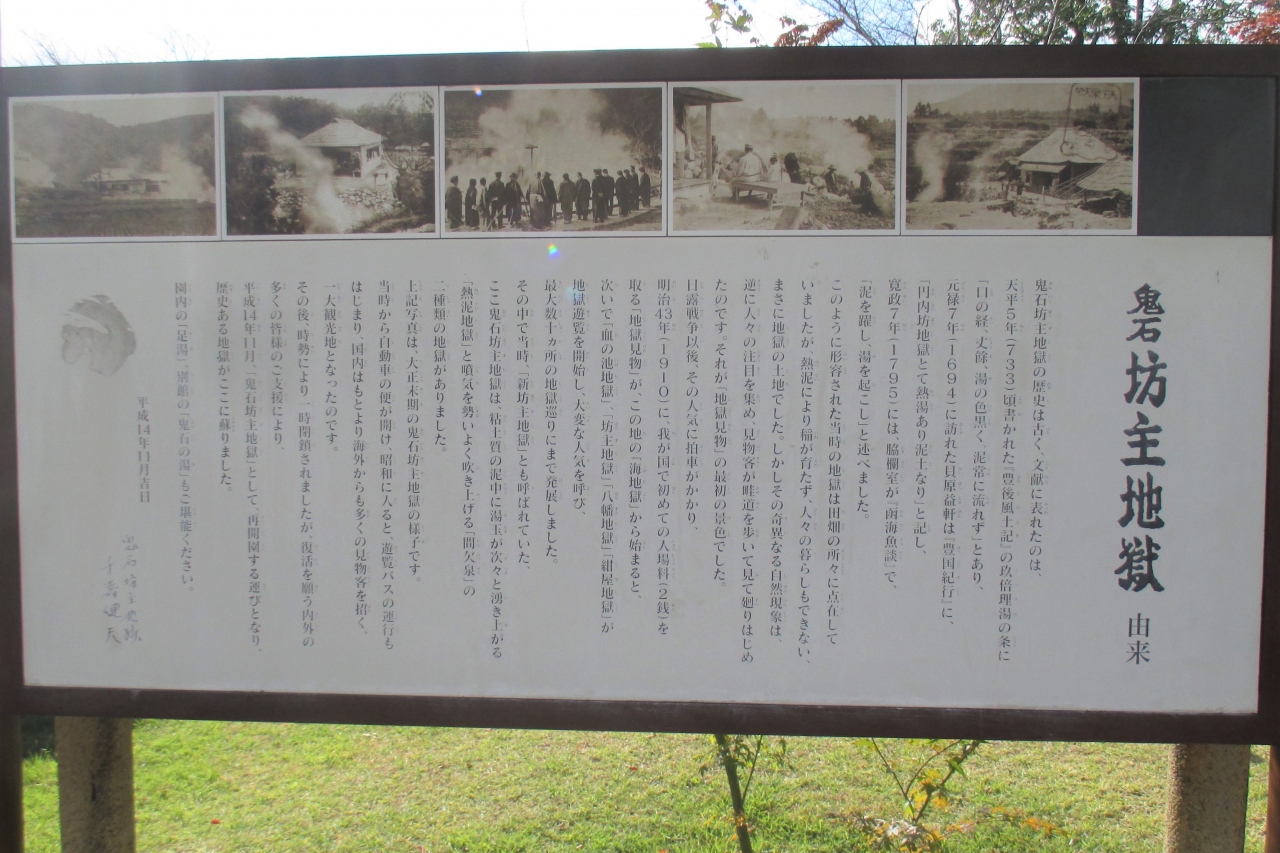 鬼石坊主地獄 由来
鬼石坊主地獄の歴史は古く、文献に表れたのは、
天平5年(733)頃書かれた『豊後風土記』の玖倍理湯の条に
「口の経、丈餘、湯の色黒く、泥常に流れず」とあり、
元禄7年(1694)に訪れた貝原益軒は『豊国紀行』に、
「円内坊地獄とて熱湯あり泥土なり」と記し、
寛政7年(1795)には、脇蘭室が「函海魚談」で、
「泥を躍し、湯を起こし」と述べました。
このように形容された当時の地獄は田畑の所々に点在して
いましたが、熱泥により稲が育たず、人々の暮らしもできない、
まさに地獄の土地でした。しかしその奇異なる自然現象は、
逆に人々の注目を集め、見物客が畦道を歩いて見て廻りはじめ
たのです。それが「地獄見物」の最初の景色でした。
日露戦争以後、その人気に拍車がかかり、
明治43年(1910)に、我が国で初めての入場料(2銭)を
取る「地獄見物」が、この地の「海地獄」から始まると、
次いで「血の池地獄」、「坊主地獄」「八幡地獄」「紺屋地獄」が
地獄遊覧を開始し、大変な人気を呼び、
最大数十ヵ所の地獄巡りにまで発展しました。
その中で当時、「新坊主地獄」とも呼ばれていた、
ここ鬼石坊主地獄は、粘土質の泥中に湯玉が次々と湧き上がる
「熱泥地獄」と噴気を勢いよく吹き上げる「間欠泉」の
二種類の地獄がありました。
上記写真は、大正末期の鬼石坊主地獄の様子です。
当時から自動車の便が開け、昭和に入ると、遊覧バスの運行も
はじまり、国内はもとより海外からも多くの見物客を招く、
一大観光地となったのです。
その後、時勢により一時閉鎖されましたが、復活を願う内外の
多くの皆様のご支援により、
平成14年11月、「鬼石坊主地獄」として、再開園する運びとなり、
歴史ある地獄がここに蘇りました。
園内の「足湯」、別館の「鬼石の湯」もご堪能ください。
平成14年11月吉日